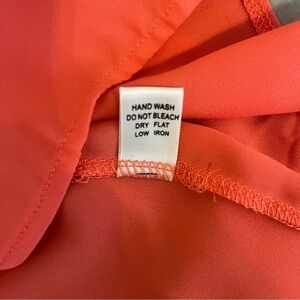 HAND WASH
DO NOT BLEACH
DRY FLAT
LOW IRON